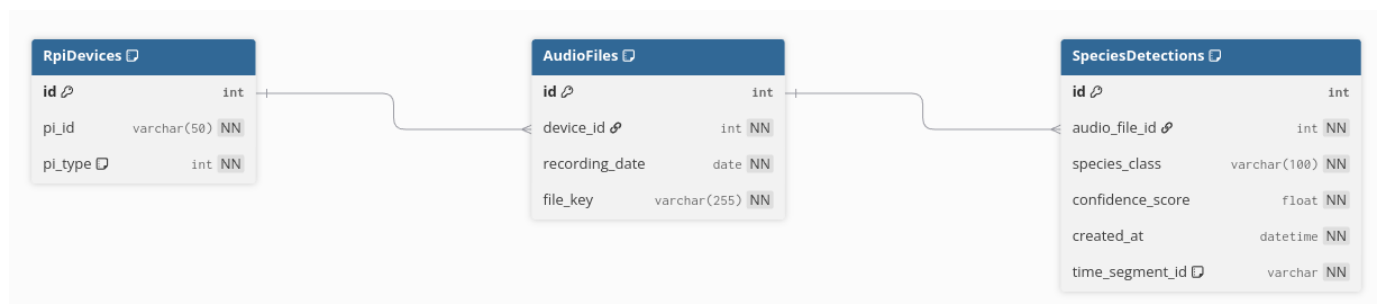 RpiDevices
id int
pi_id varchar(50) NN
pi_type int NN
AudioFiles
id int
device_id int NN
recording_date date NN
file_key varchar(255) NN
SpeciesDetections
id int
audio_file_id int NN
species_class varchar(100) NN
confidence_score float NN
created_at datetime NN
time_segment_id varchar NN